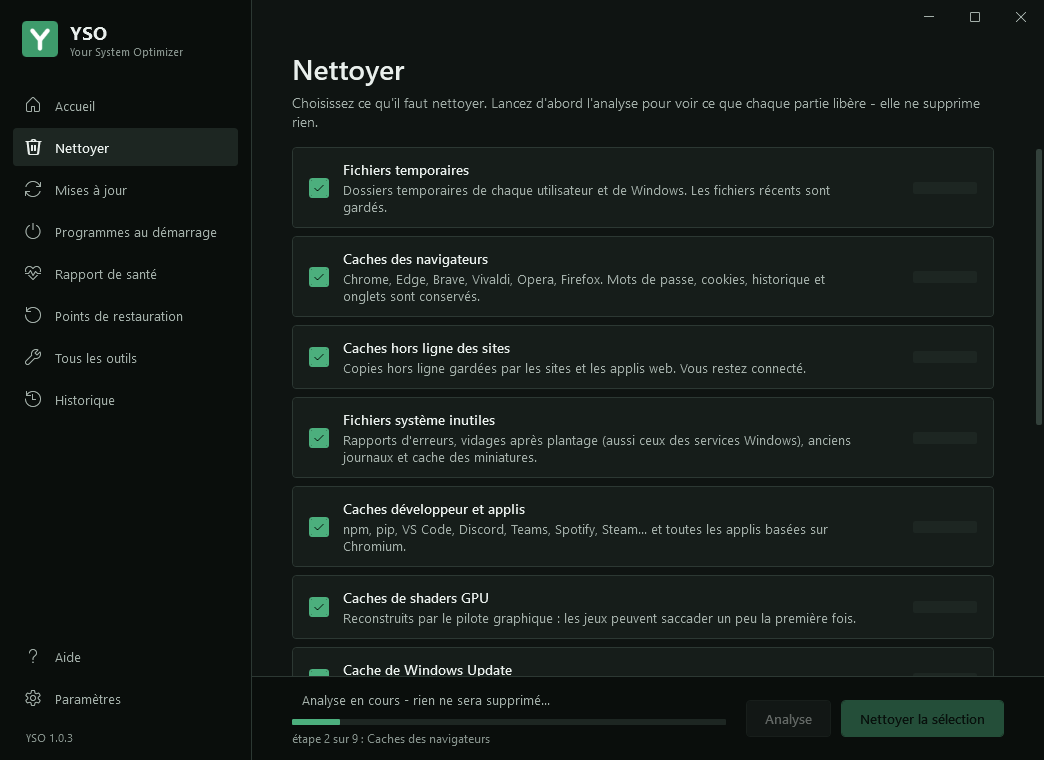 Y
YSO
Your System Optimizer
Accueil
Nettoyer
Mises à jour
Programmes au démarrage
Rapport de santé
Points de restauration
Tous les outils
Historique
? Aide
Paramètres
YSO 1.0.3
Nettoyer
Choisissez ce qu'il faut nettoyer. Lancez d'abord l'analyse pour voir ce que chaque partie libère - elle ne supprime
rien.
Fichiers temporaires
Dossiers temporaires de chaque utilisateur et de Windows. Les fichiers récents sont
gardés.
Caches des navigateurs
Chrome, Edge, Brave, Vivaldi, Opera, Firefox. Mots de passe, cookies, historique et
onglets sont conservés.
Caches hors ligne des sites
Copies hors ligne gardées par les sites et les applis web. Vous restez connecté.
Fichiers système inutiles
Rapports d'erreurs, vidages après plantage (aussi ceux des services Windows), anciens
journaux et cache des miniatures.
Caches développeur et applis
npm, pip, VS Code, Discord, Teams, Spotify, Steam... et toutes les applis basées sur
Chromium.
Caches de shaders GPU
Reconstruits par le pilote graphique : les jeux peuvent saccader un peu la première fois.
Cache de Windows Update
Analyse en cours - rien ne sera supprimé...
étape 2 sur 9 : Caches des navigateurs
Analyse
Nettoyer la sélection